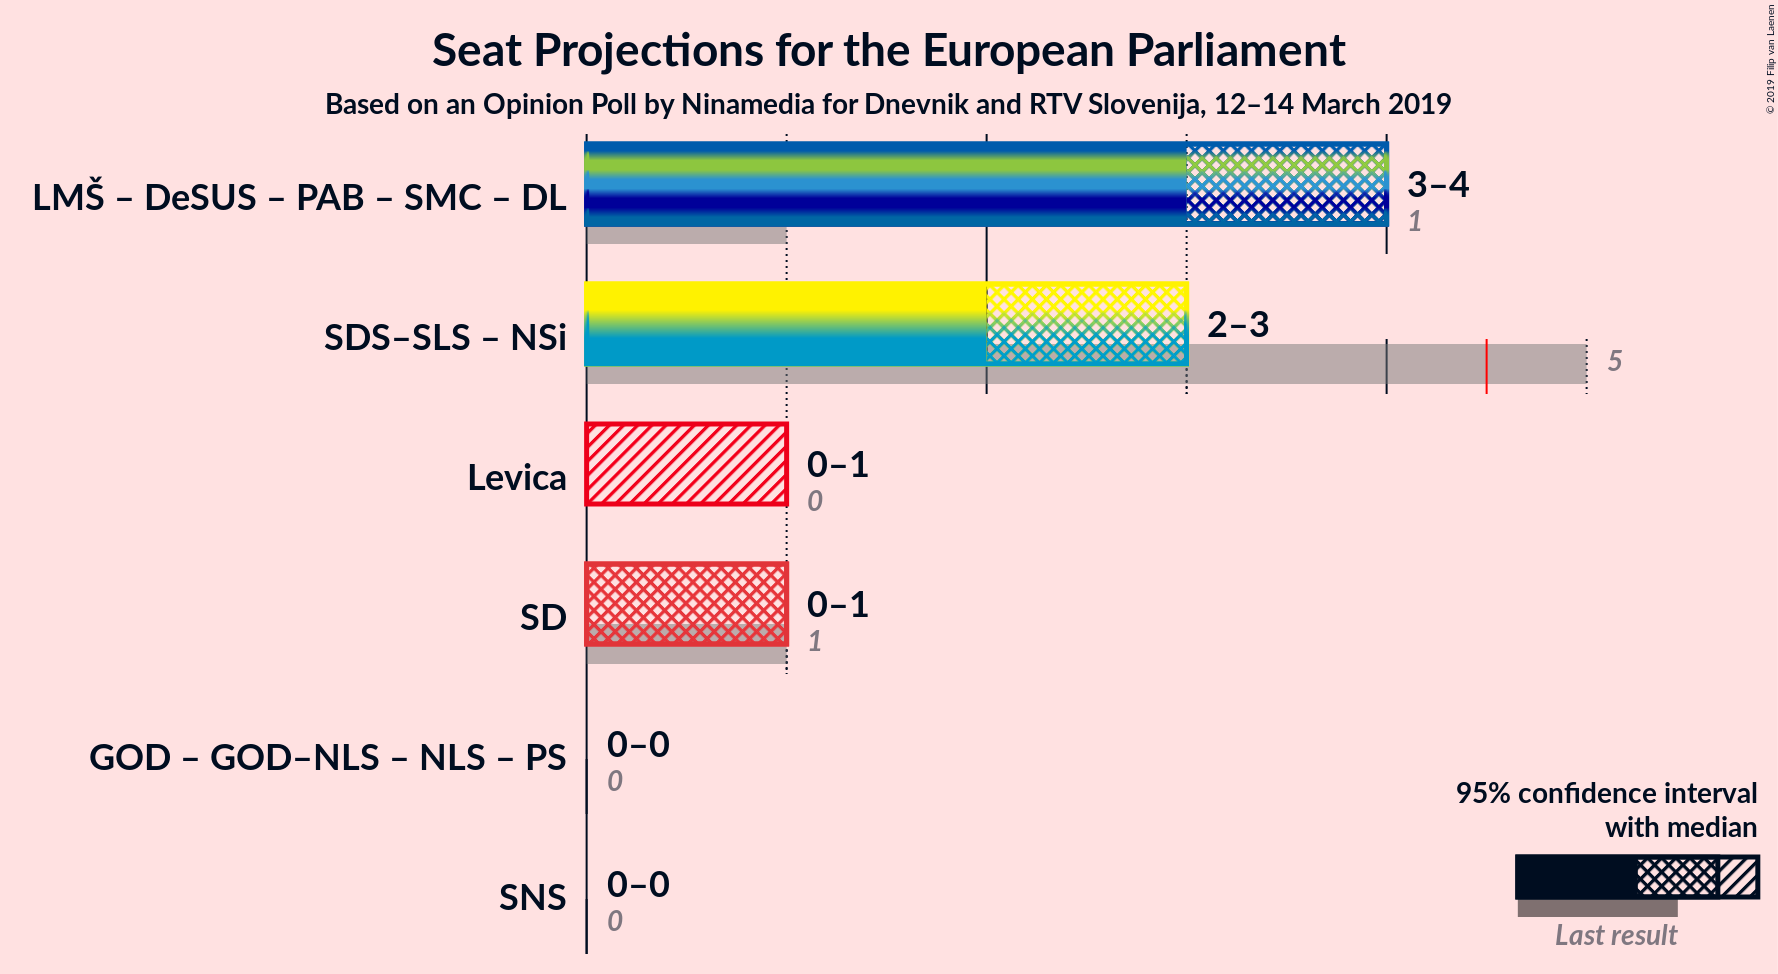 Seat Projections for the European Parliament
Based on an Opinion Poll by Ninamedia for Dnevnik and RTV Slovenija, 12–14 March 2019
© 2019 Filip van Laenen
LMŠ – DeSUS – PAB – SMC – DL
3–4
1
SDS–SLS – NSi
2–3
5
Levica
0–1
0
SD
0–1
1
GOD – GOD–NLS – NLS – PS
0–0
0
SNS
0–0
0
95% confidence interval
with median
Last result